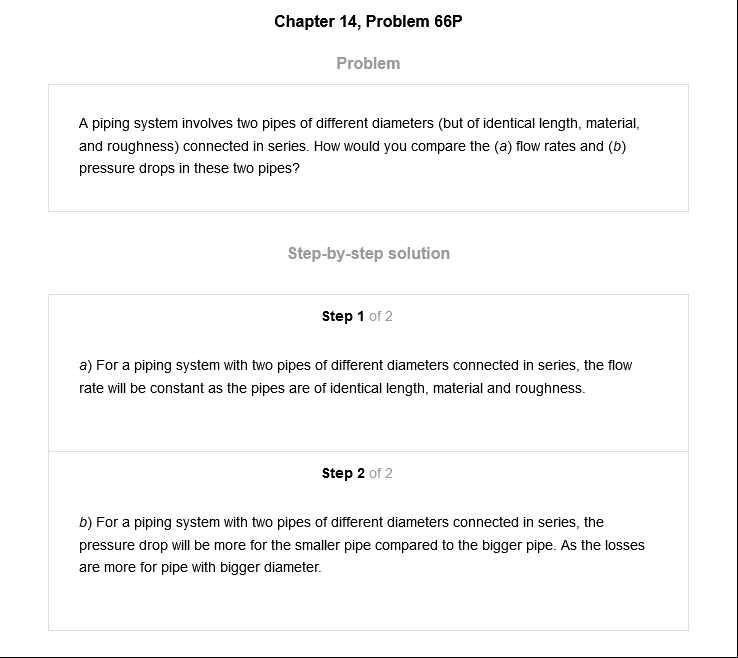 Chapter 14, Problem 66P
Problem
A piping system involves two pipes of different diameters (but of identical length, material,
and roughness) connected in series. How would you compare the (a) flow rates and (b)
pressure drops in these two pipes?
Step-by-step solution
Step 1 of 2
a) For a piping system with two pipes of different diameters connected in series, the flow
rate will be constant as the pipes are of identical length, material and roughness.
Step 2 of 2
b) For a piping system with two pipes of different diameters connected in series, the
pressure drop will be more for the smaller pipe compared to the bigger pipe. As the losses
are more for pipe with bigger diameter.